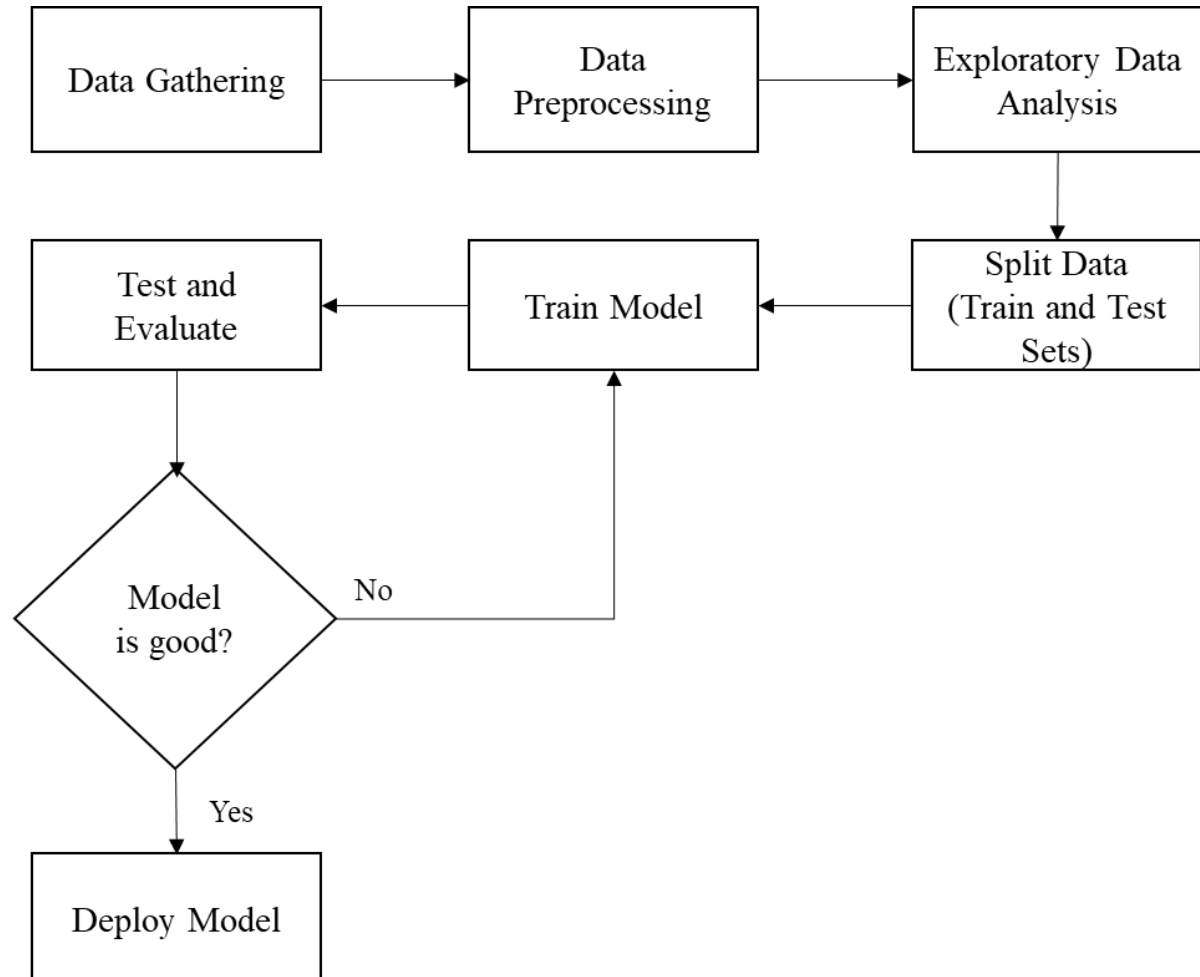 Data Gathering
Data
Preprocessing
Exploratory Data
Analysis
Split Data
(Train and Test
Sets)
Train Model
Test and
Evaluate
Model
is good?
No
Yes
Deploy Model